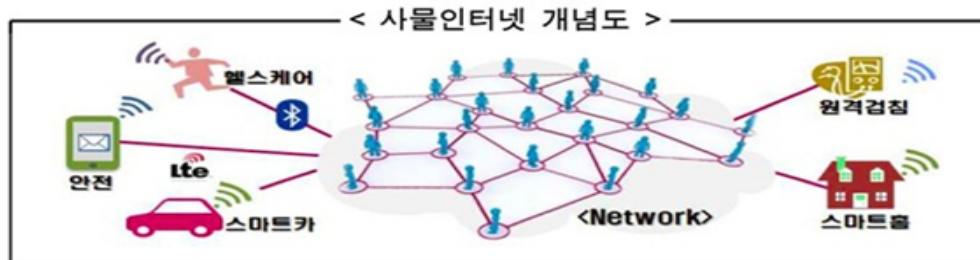 < 사물인터넷 개념도 >
헬스케어
원격검침
안전
Lte
스마트카
<Network>
스마트홈